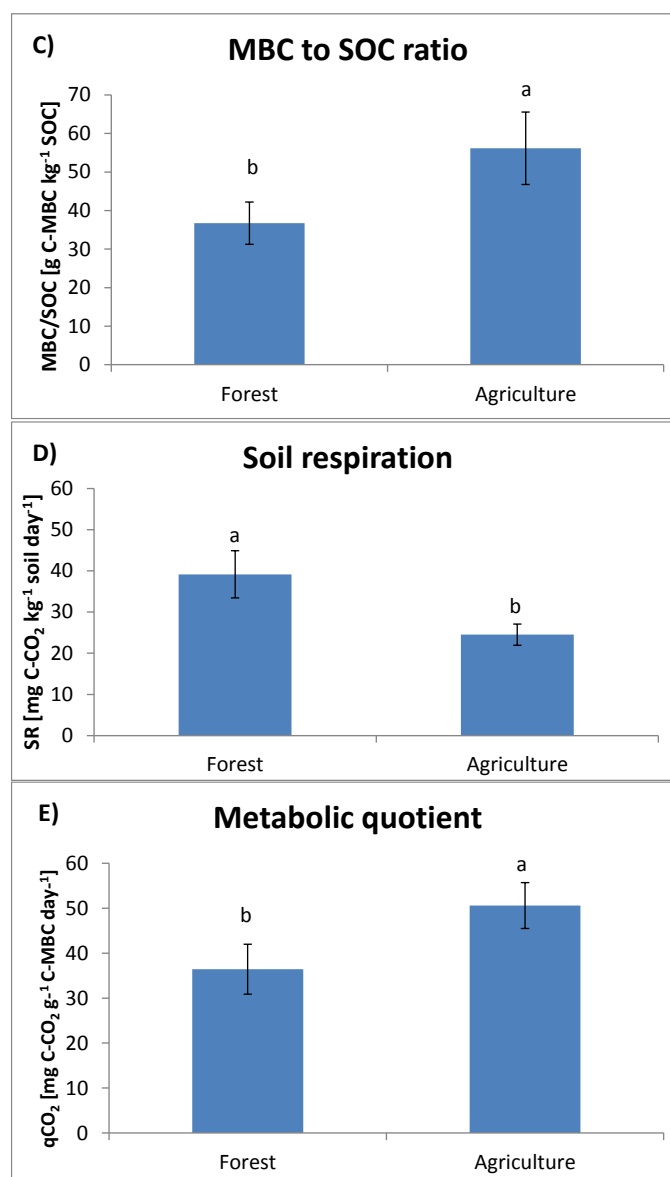 C)
MBC to SOC ratio
MBC/SOC [g C-MBC kg⁻¹ SOC]
70
60
50
40
30
20
10
0
b
a
Forest Agriculture
D)
Soil respiration
SR [mg C-CO₂ kg⁻¹ soil day⁻¹]
60
50
40
30
20
10
0
a
b
Forest Agriculture
E)
Metabolic quotient
qCO₂ [mg C-CO₂ g-¹ C-MBC day-¹]
60
50
40
30
20
10
0
b
a
Forest Agriculture